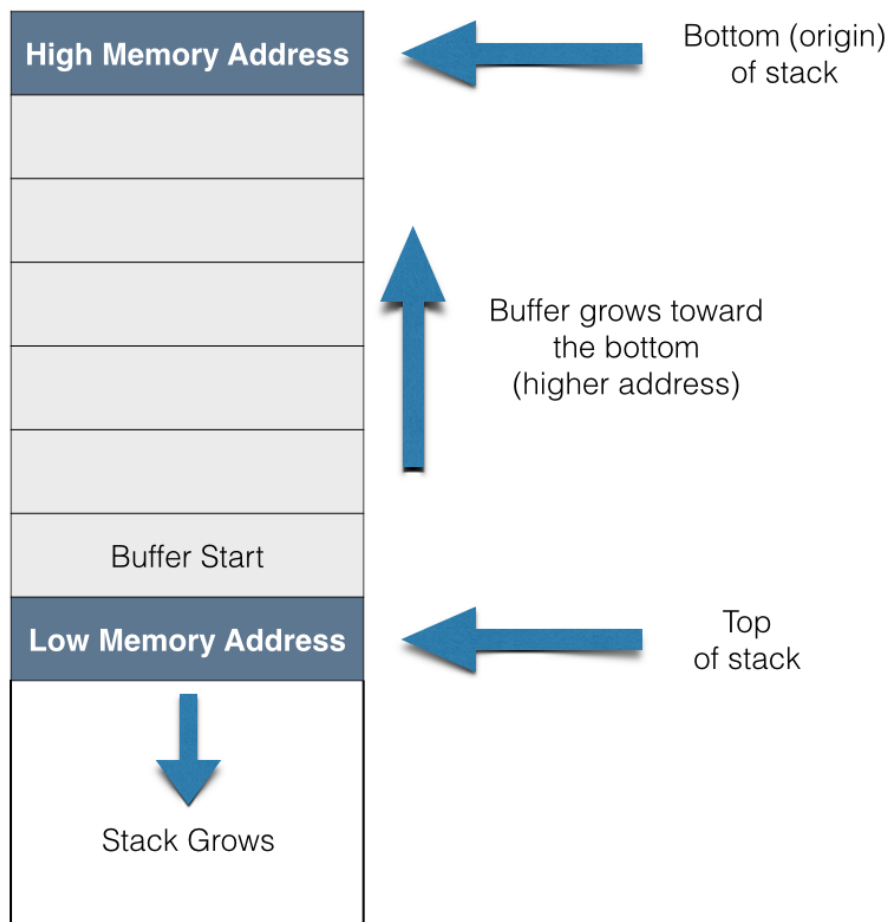 High Memory Address
Bottom (origin)
of stack
Buffer grows toward
the bottom
(higher address)
Buffer Start
Low Memory Address
Top
of stack
Stack Grows